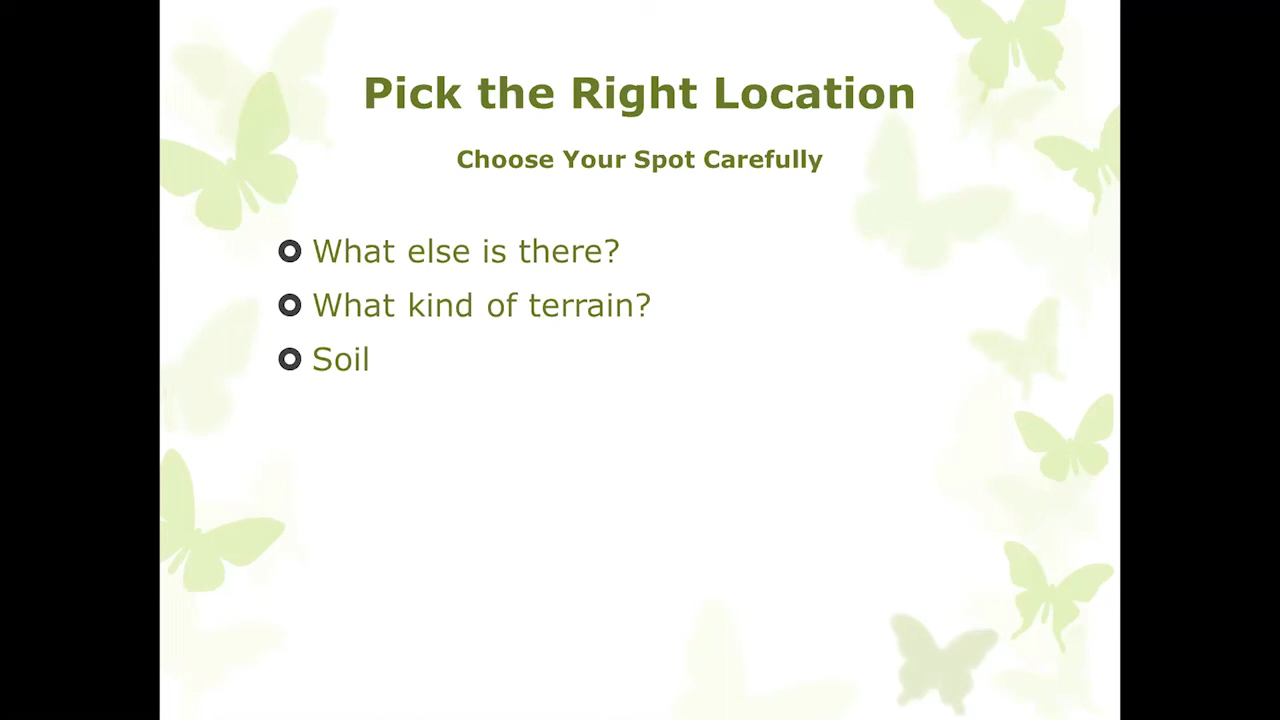 Pick the Right Location
Choose Your Spot Carefully
What else is there?
What kind of terrain?
Soil